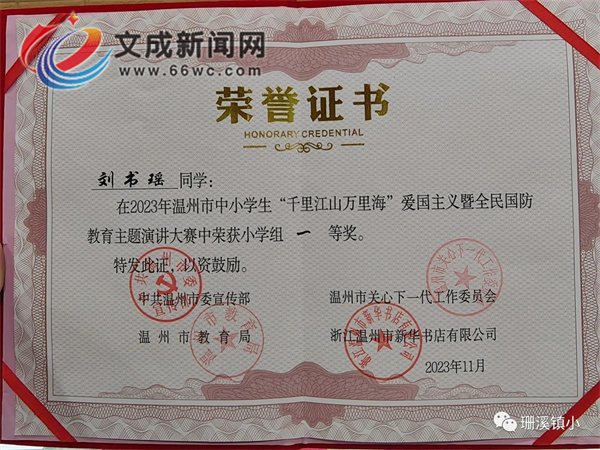 文成新闻网
www.66wc.com
荣誉证书
HONORARY CREDENTIAL
刘书瑶 同学:
在2023年温州市中小学生“千里江山万里海”爱国主义暨全民国防
教育主题演讲大赛中荣获小学组 一 等奖。
特发此证,以资鼓励。
中共温州市委宣传部 温州市关心下一代工作委员会
温州市教育局 浙江温州市新华书店有限公司
2023年11月
珊溪镇小